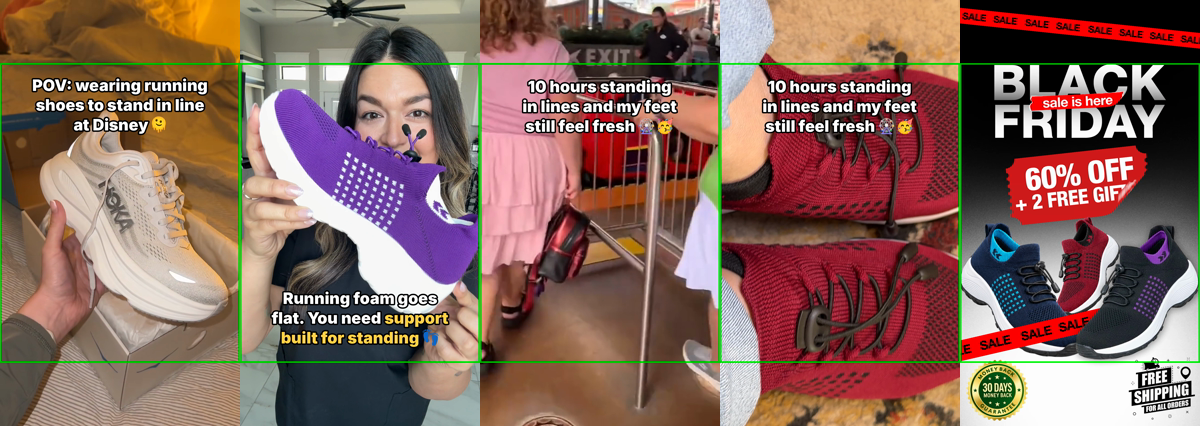 POV: wearing running
shoes to stand in line
at Disney 🫠
HOKA
Running foam goes
flat. You need support
built for standing 👣
EXIT
10 hours standing
in lines and my feet
still feel fresh 🎡🥳
10 hours standing
in lines and my feet
still feel fresh 🎡🥳
SALE SALE SALE SALE SALE SALE SALE
BLACK
sale is here
FRIDAY
60% OFF
+ 2 FREE GIFT
SALE SALE SALE
MONEY BACK
30 DAYS
MONEY BACK
GUARANTEE
FREE
SHIPPING
FOR ALL ORDERS